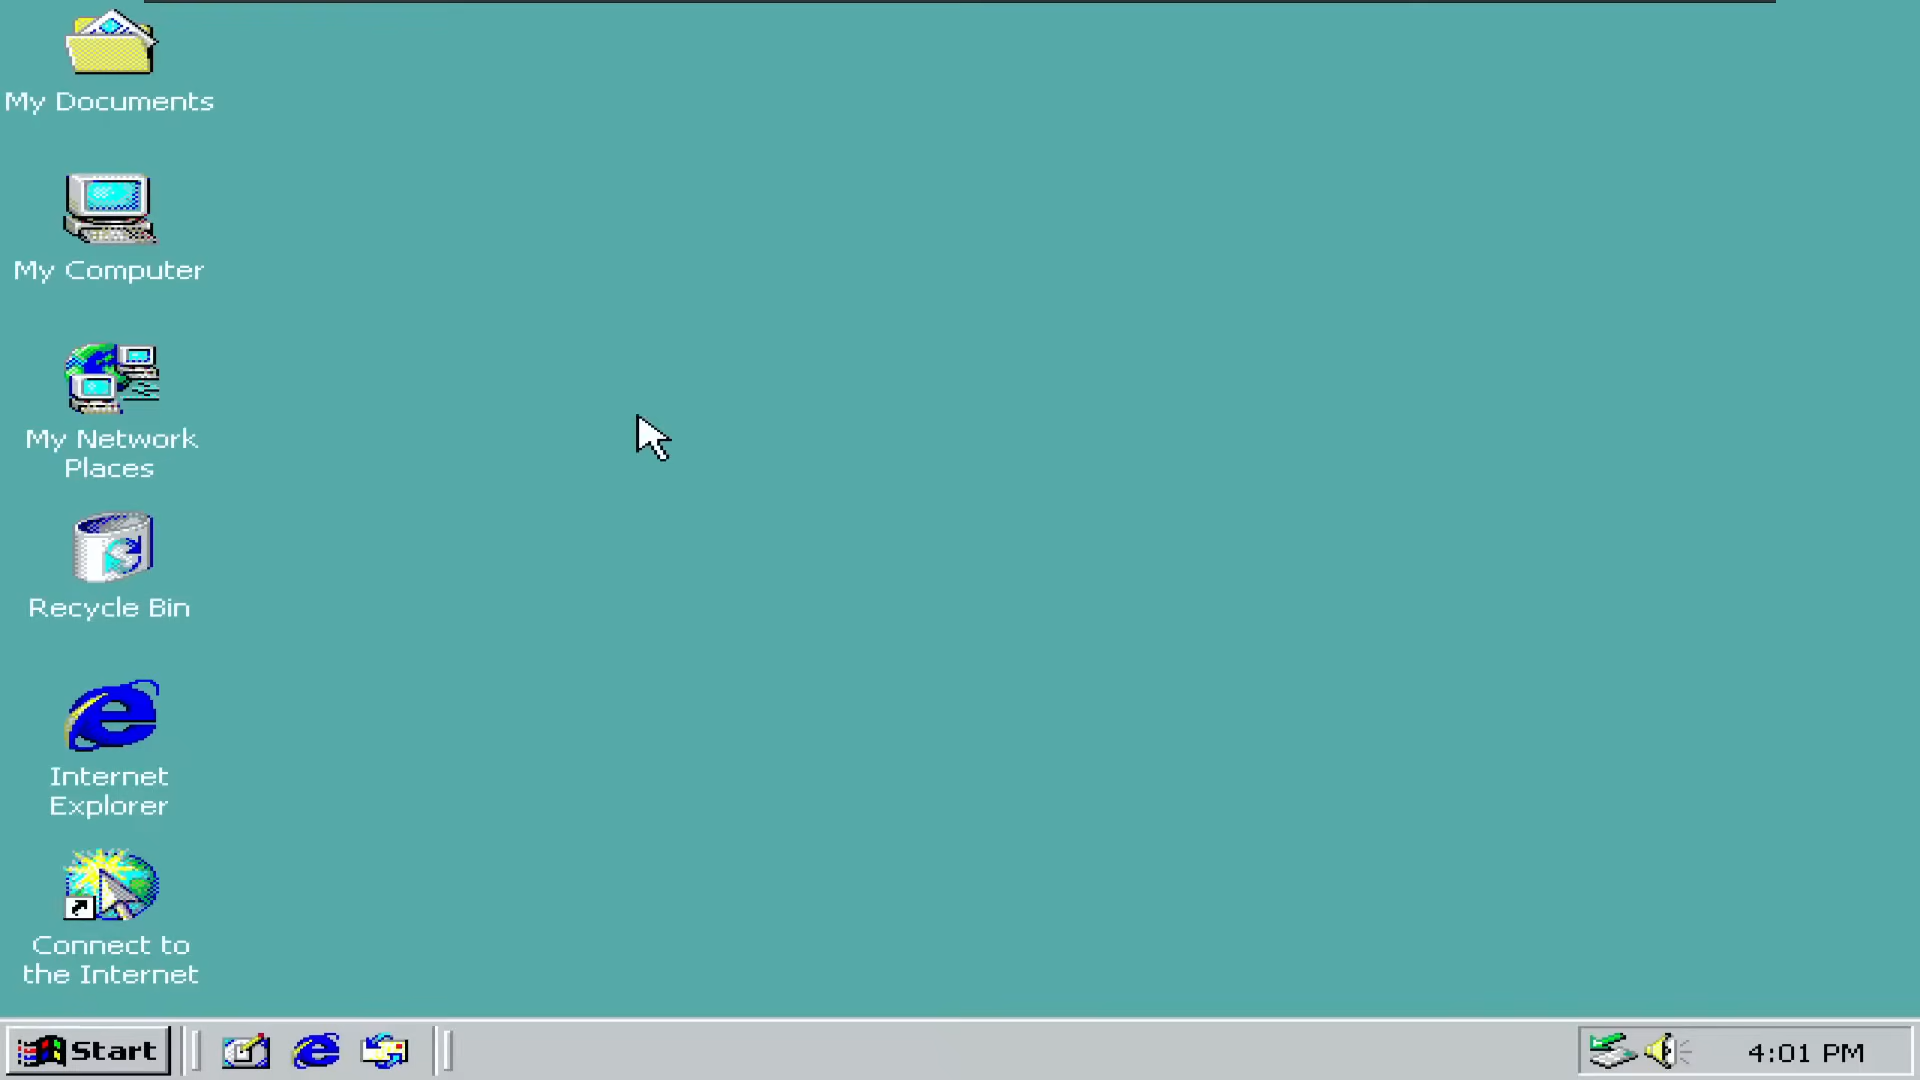 My Documents
My Computer
My Network
Places
Recycle Bin
Internet
Explorer
Connect to
the Internet
Start
4:01 PM